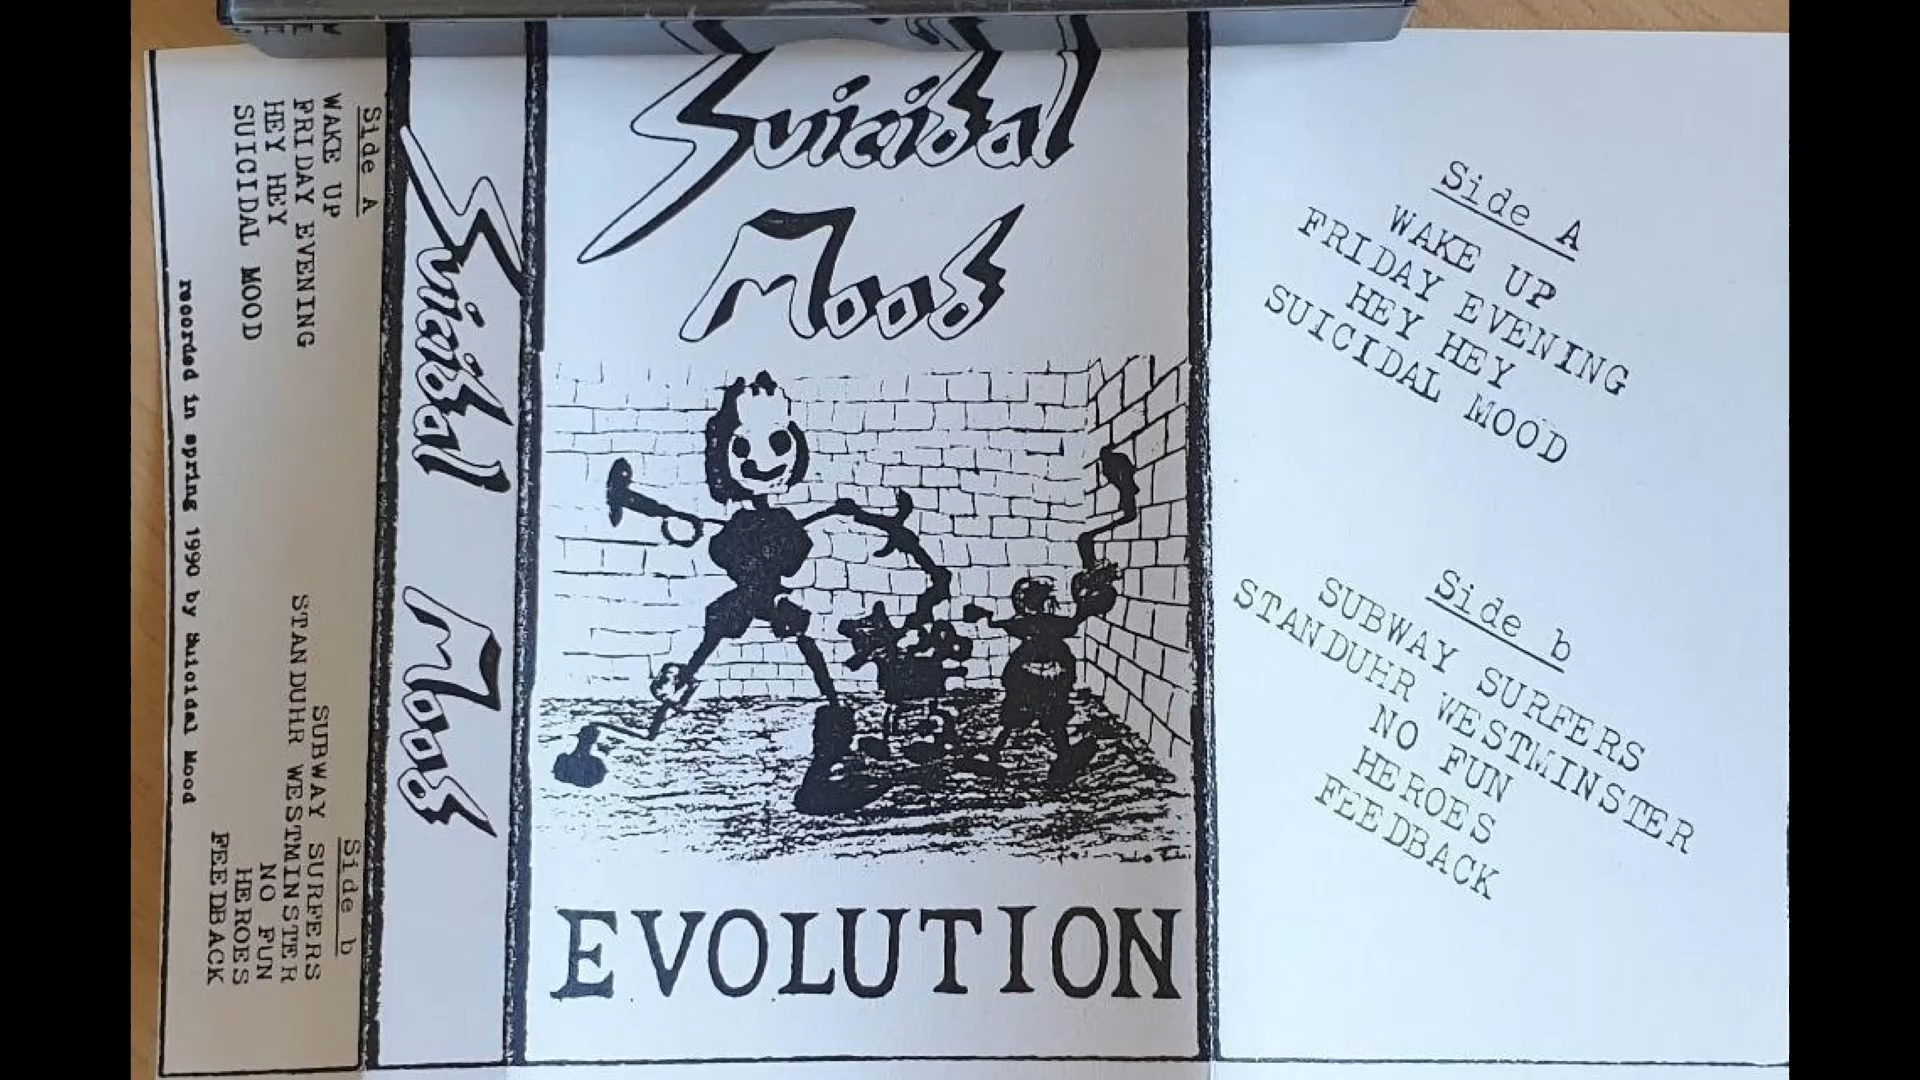 Side A
WAKE UP
FRIDAY EVENING
HEY HEY
SUICIDAL MOOD
Side b
SUBWAY SURFERS
STANDUHR WESTMINSTER
NO FUN
HEROES
FEEDBACK
recorded in spring 1990 by Suicidal Mood
Suicidal Mood
Suicidal
Mood
EVOLUTION
Side A
WAKE UP
FRIDAY EVENING
HEY HEY
SUICIDAL MOOD
Side b
SUBWAY SURFERS
STANDUHR WESTMINSTER
NO FUN
HEROES
FEEDBACK